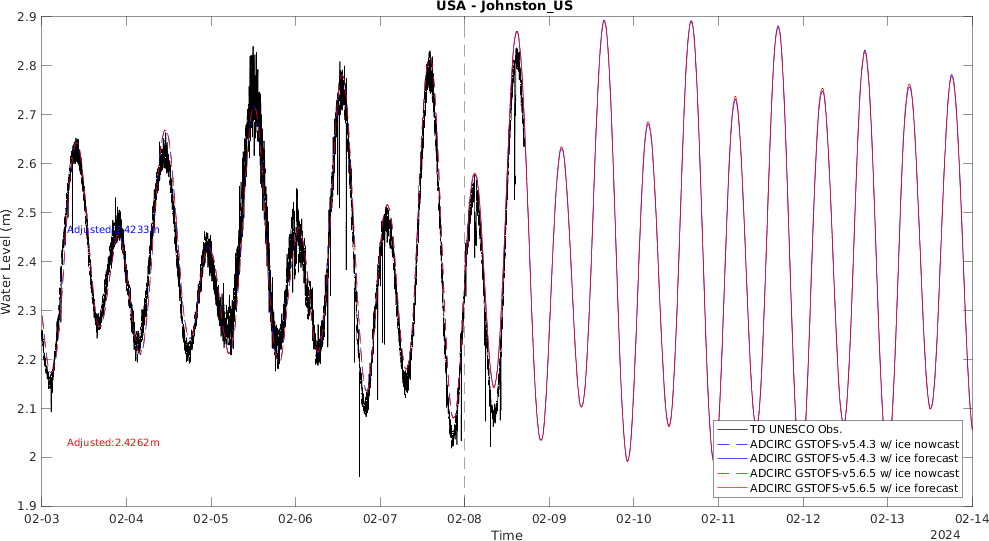 USA - Johnston_US
2.9
2.8
2.7
2.6
2.5
2.4
2.3
2.2
2.1
2
1.9
Water Level (m)
Adjusted:2.4233m
Adjusted:2.4262m
TD UNESCO Obs.
ADCIRC GSTOFS-v5.4.3 w/ ice nowcast
ADCIRC GSTOFS-v5.4.3 w/ ice forecast
ADCIRC GSTOFS-v5.6.5 w/ ice nowcast
ADCIRC GSTOFS-v5.6.5 w/ ice forecast
02-03 02-04 02-05 02-06 02-07 02-08 02-09 02-10 02-11 02-12 02-13 02-14
Time
2024